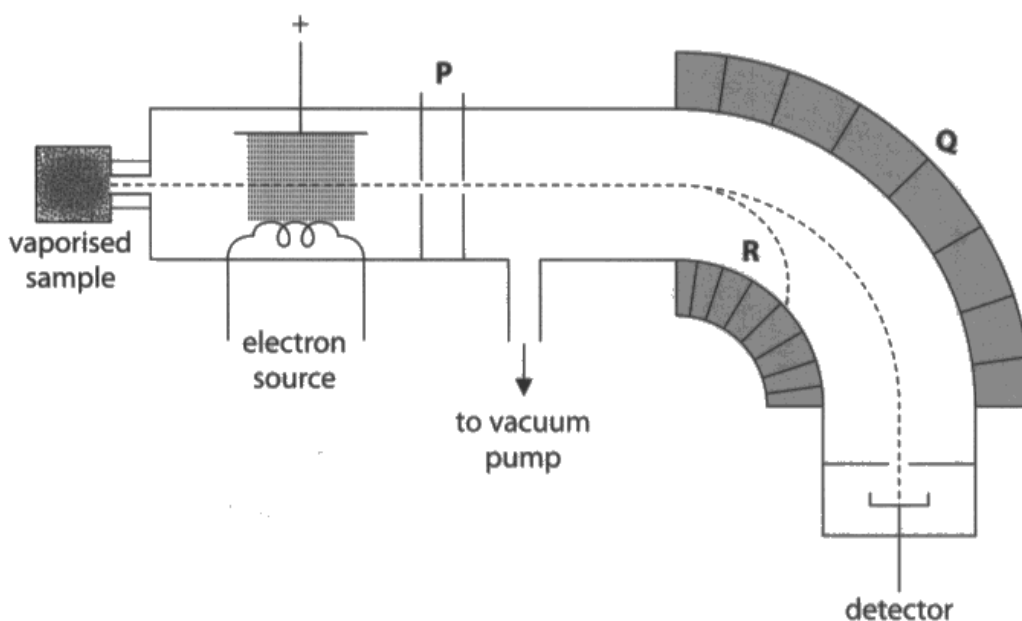 +
P
Q
vaporised
sample
R
electron
source
to vacuum
pump
detector